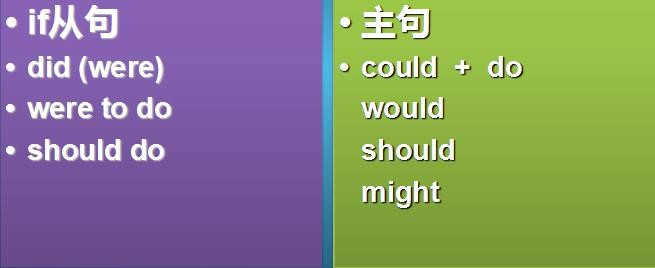 • if从句
• did (were)
• were to do
• should do
• 主句
• could + do
would
should
might